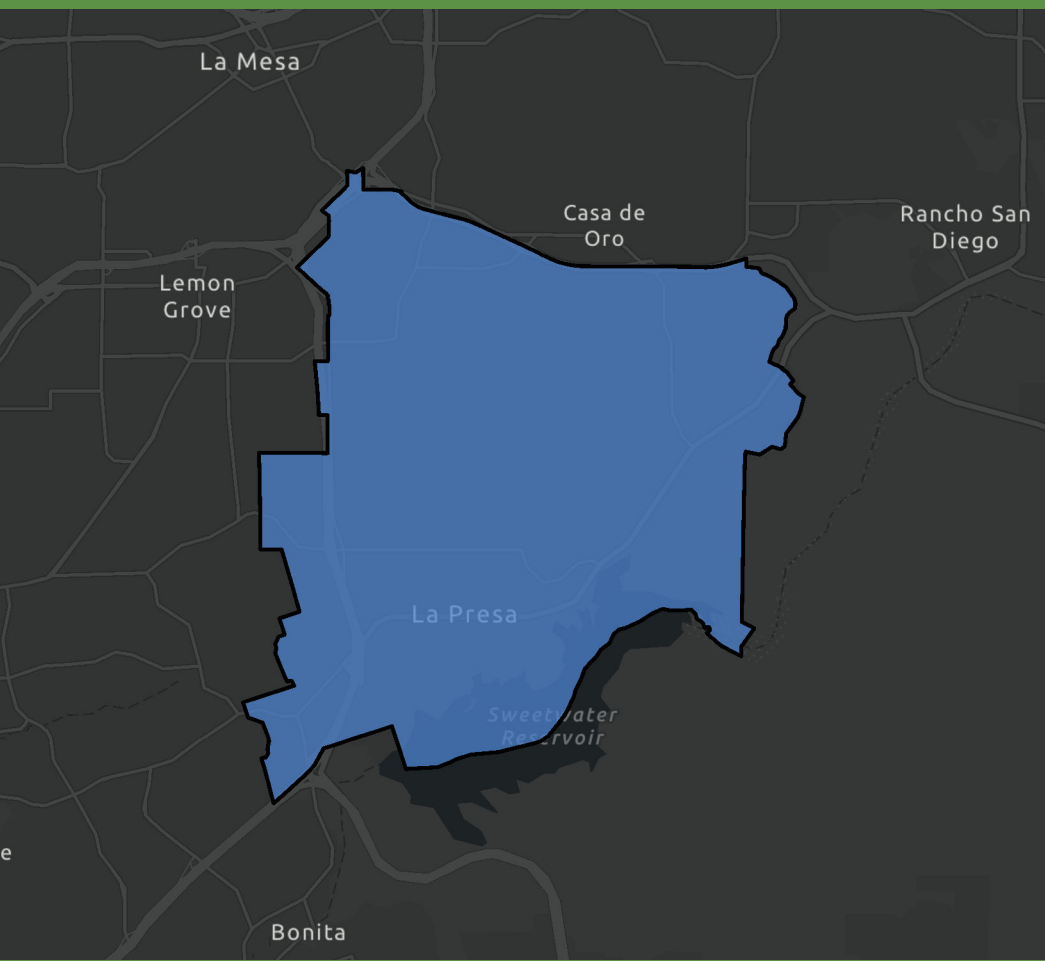 La Mesa
Casa de
Oro
Rancho San
Diego
Lemon
Grove
La Presa
Sweetwater
Reservoir
e
Bonita